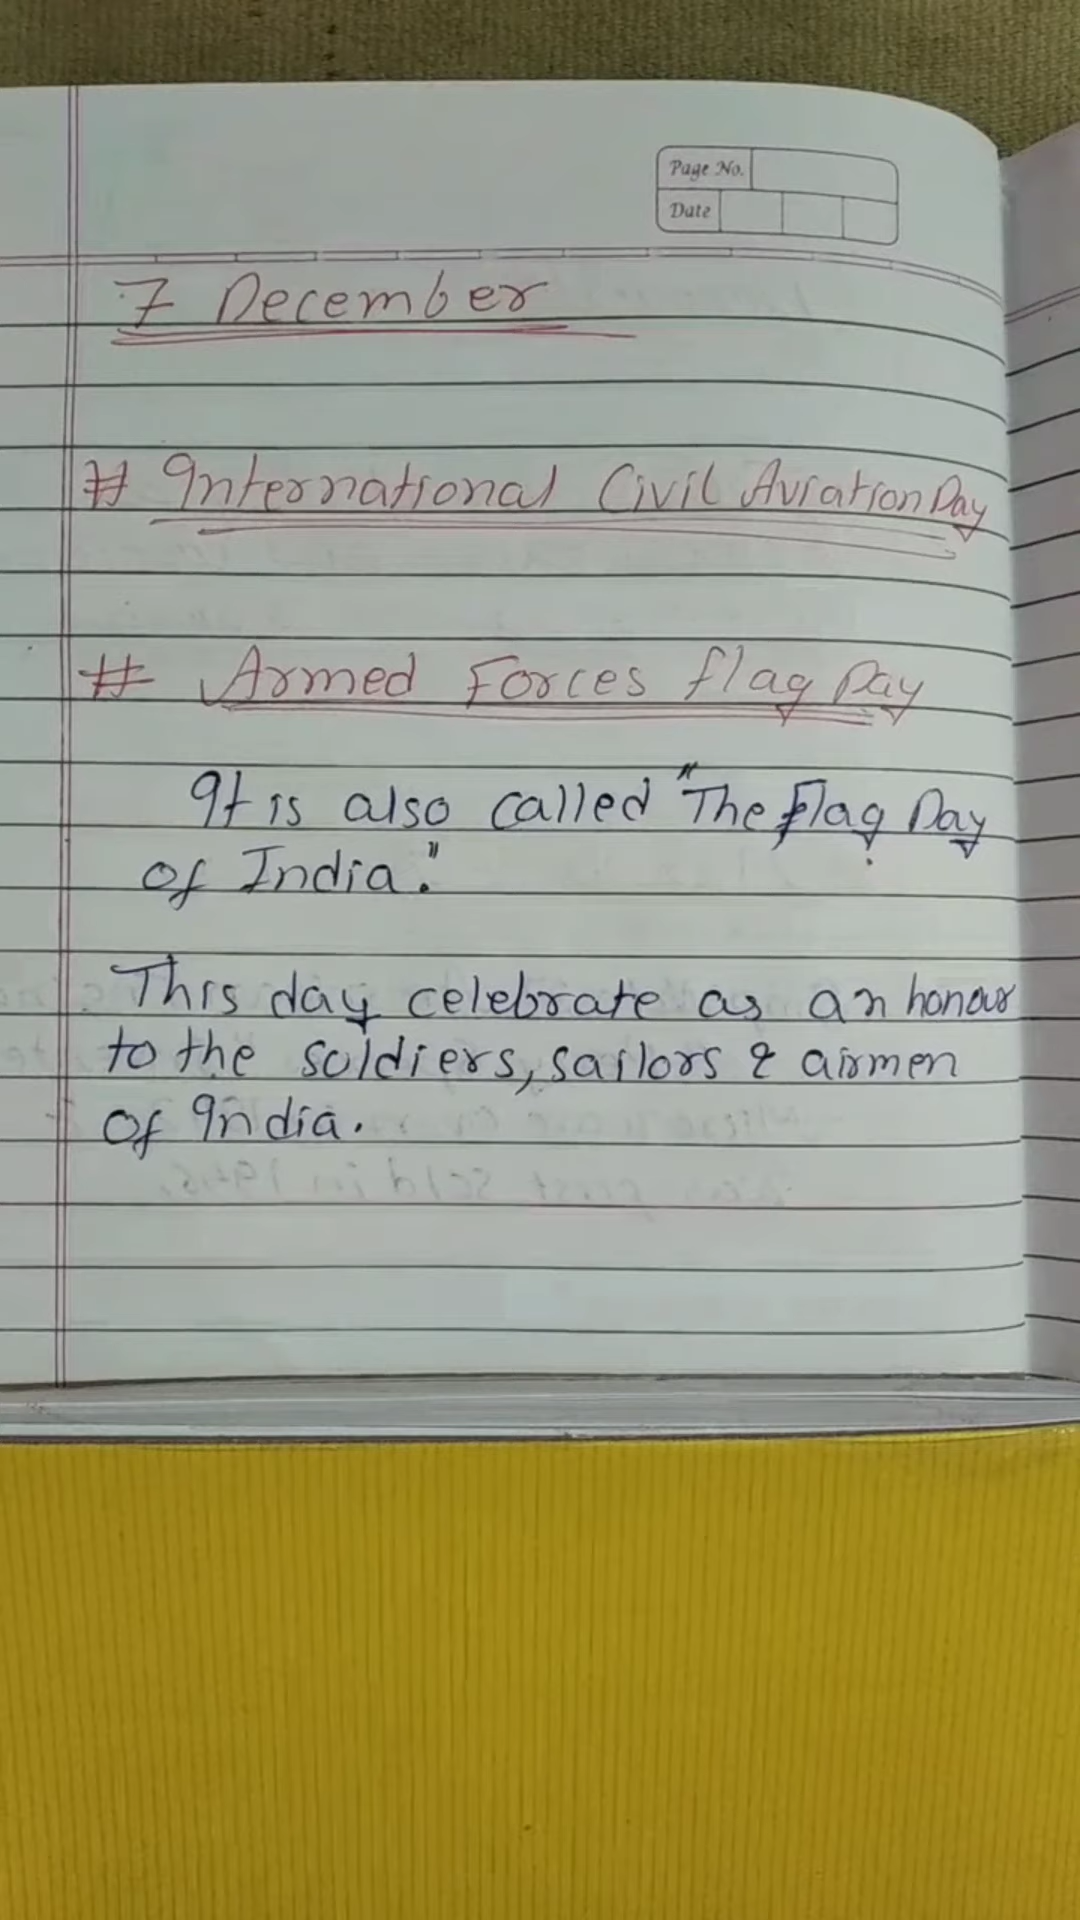 Page No.
Date
7 December
# International Civil Aviation Day
# Armed Forces flag Day
It is also called "The Flag Day
of India."
This day celebrate as an honour
to the soldiers, sailors & airmen
of India.